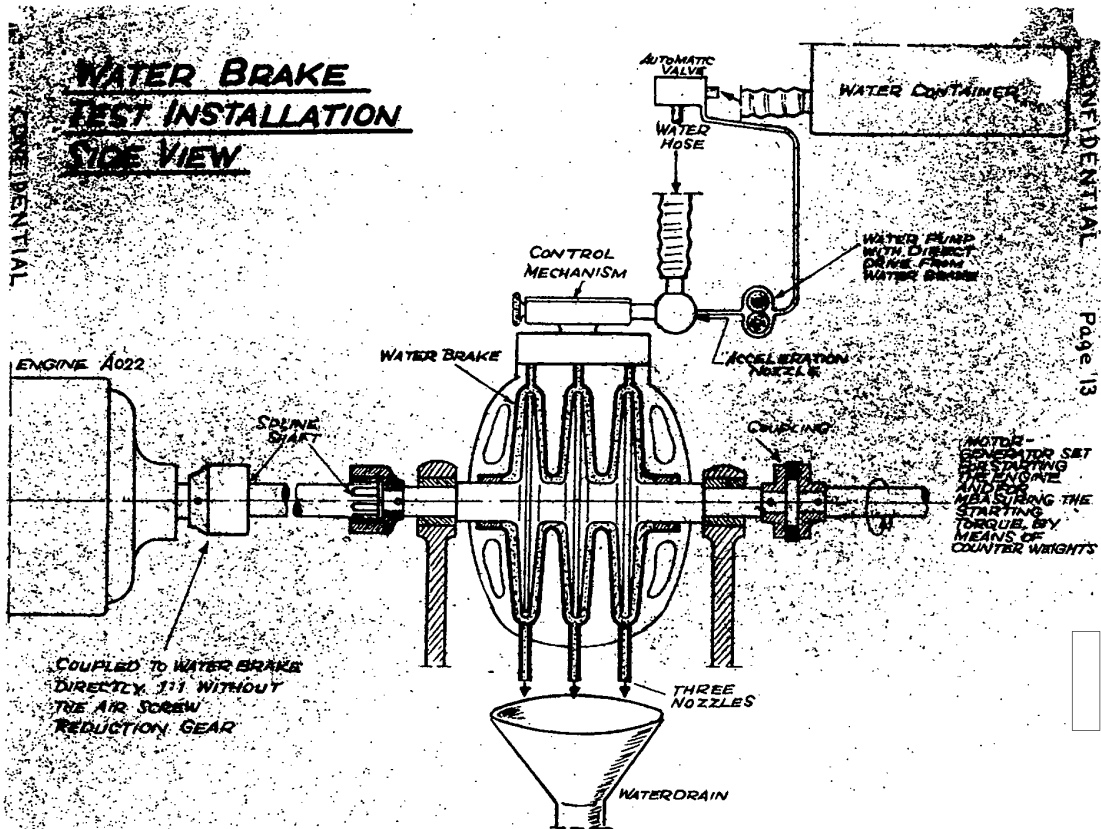 WATER BRAKE
TEST INSTALLATION
SIDE VIEW
CONFIDENTIAL
CONFIDENTIAL Page 13
AUTOMATIC
VALVE
WATER CONTAINER
WATER
HOSE
WATER PUMP
WITH DIRECT
DRIVE FROM
WATER BRAKE
CONTROL
MECHANISM
WATER BRAKE
ACCELERATION
NOZZLE
ENGINE A022
SPLINE
SHAFT
COUPLING
MOTOR-
GENERATOR SET
FOR STARTING
THE ENGINE
AND FOR
MEASURING THE
STARTING
TORQUE BY
MEANS OF
COUNTER WEIGHTS
COUPLED TO WATER BRAKE
DIRECTLY 1:1 WITHOUT
THE AIR SCREW
REDUCTION GEAR
THREE
NOZZLES
WATERDRAIN